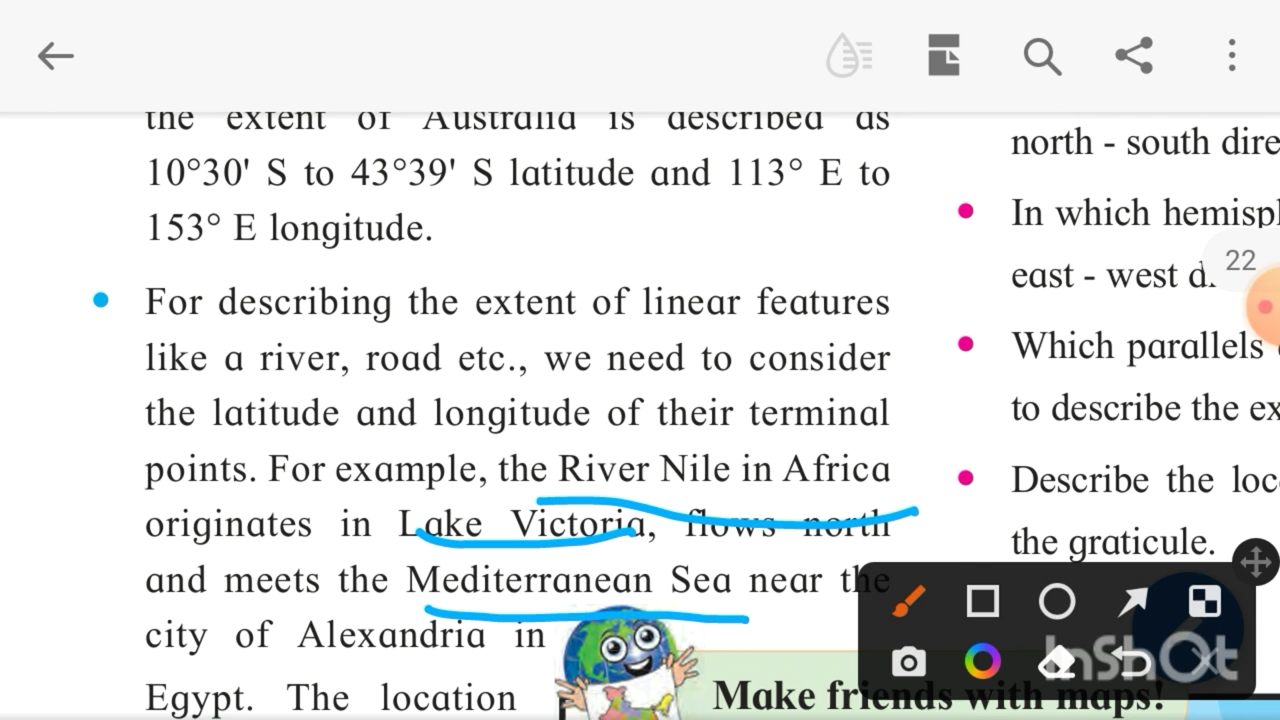 the extent of Australia is described as
10°30' S to 43°39' S latitude and 113° E to
153° E longitude.
For describing the extent of linear features
like a river, road etc., we need to consider
the latitude and longitude of their terminal
points. For example, the River Nile in Africa
originates in Lake Victoria, flows north
and meets the Mediterranean Sea near the
city of Alexandria in
Egypt. The location
north - south dire
In which hemisph
east - west d
22
Which parallels
to describe the ex
Describe the loc
the graticule.
Make friends with maps!
InShOt